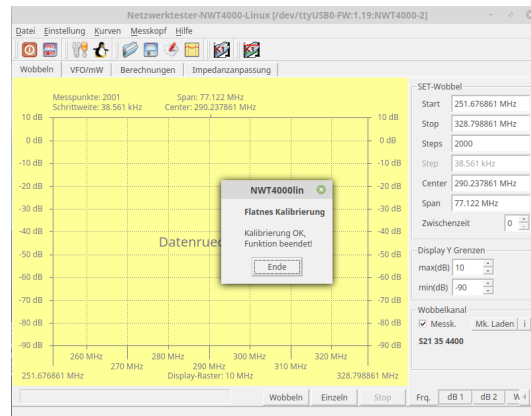 Netzwerktester-NWT4000-Linux [/dev/ttyUSB0-FW:1.19:NWT4000-2]
Datei Einstellung Kurven Messkopf Hilfe
Wobbeln VFO/mW Berechnungen Impedanzanpassung
Messpunkte: 2001 Span: 77.122 MHz
Schrittweite: 38.561 kHz Center: 290.237861 MHz
10 dB 10 dB
0 dB 0 dB
-10 dB -10 dB
-20 dB -20 dB
-30 dB -30 dB
-40 dB -40 dB
-50 dB -50 dB
-60 dB -60 dB
-70 dB -70 dB
-80 dB -80 dB
-90 dB -90 dB
Datenrue
260 MHz 280 MHz 300 MHz 320 MHz
270 MHz 290 MHz 310 MHz
251.676861 MHz Display-Raster: 10 MHz 328.798861 MHz
NWT4000lin
Flatnes Kalibrierung
Kalibrierung OK,
Funktion beendet!
Ende
SET-Wobbel
Start 251.676861 MHz
Stop 328.798861 MHz
Steps 2000
Step 38.561 kHz
Center 290.237861 MHz
Span 77.122 MHz
Zwischenzeit 0
Display Y Grenzen
max(dB) 10
min(dB) -90
Wobbelkanal
Messk. Mk. Laden i
S21 35 4400
Wobbeln Einzeln Stop Frq. dB 1 dB 2